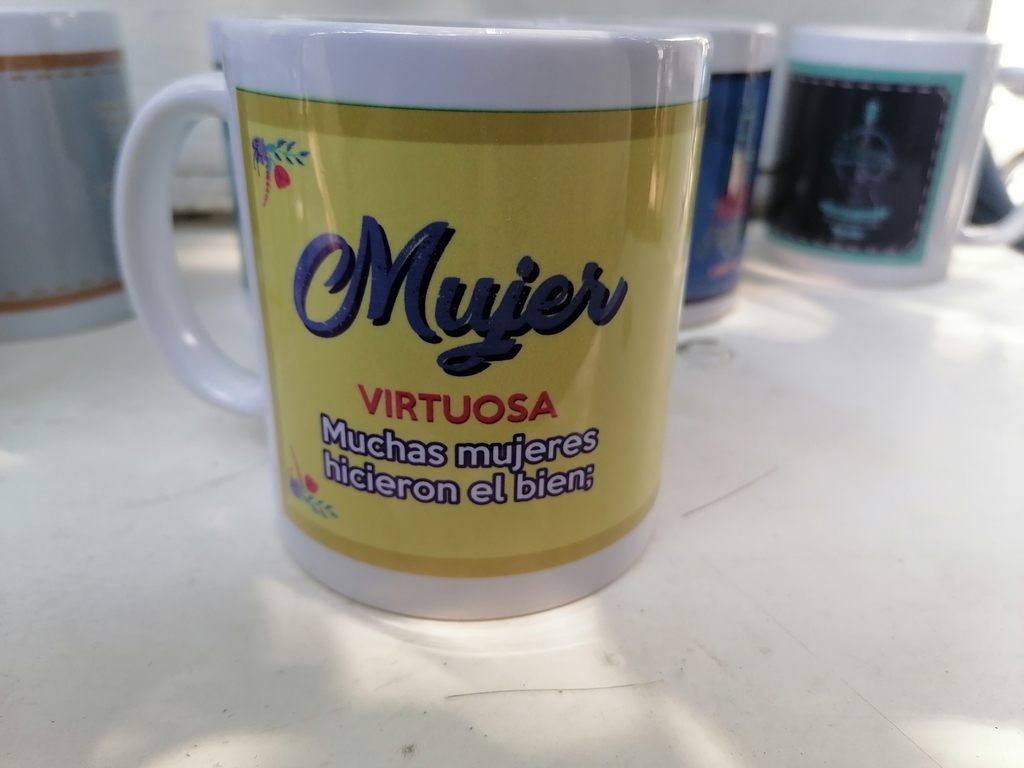 Mujer
VIRTUOSA
Muchas mujeres
hicieron el bien;